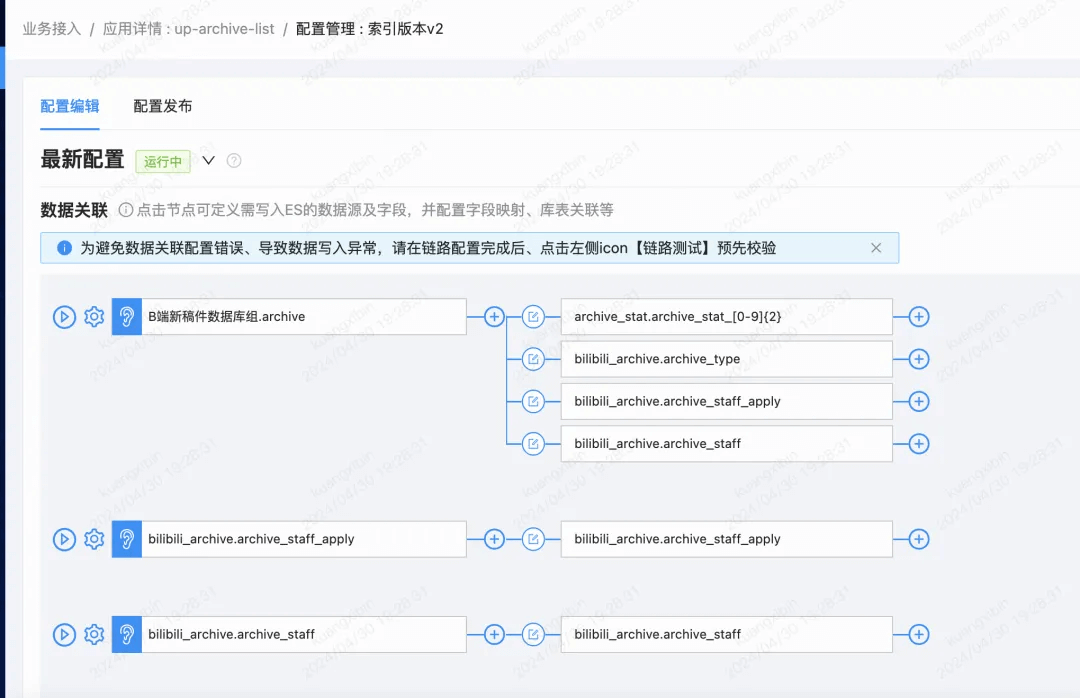 业务接入 / 应用详情 : up-archive-list / 配置管理 : 索引版本v2
配置编辑 配置发布
最新配置 运行中
数据关联 点击节点可定义需写入ES的数据源及字段，并配置字段映射、库表关联等
为避免数据关联配置错误、导致数据写入异常，请在链路配置完成后、点击左侧icon【链路测试】预先校验
B端新稿件数据库组.archive archive_stat.archive_stat_[0-9]{2}
bilibili_archive.archive_type
bilibili_archive.archive_staff_apply
bilibili_archive.archive_staff
bilibili_archive.archive_staff_apply bilibili_archive.archive_staff_apply
bilibili_archive.archive_staff bilibili_archive.archive_staff